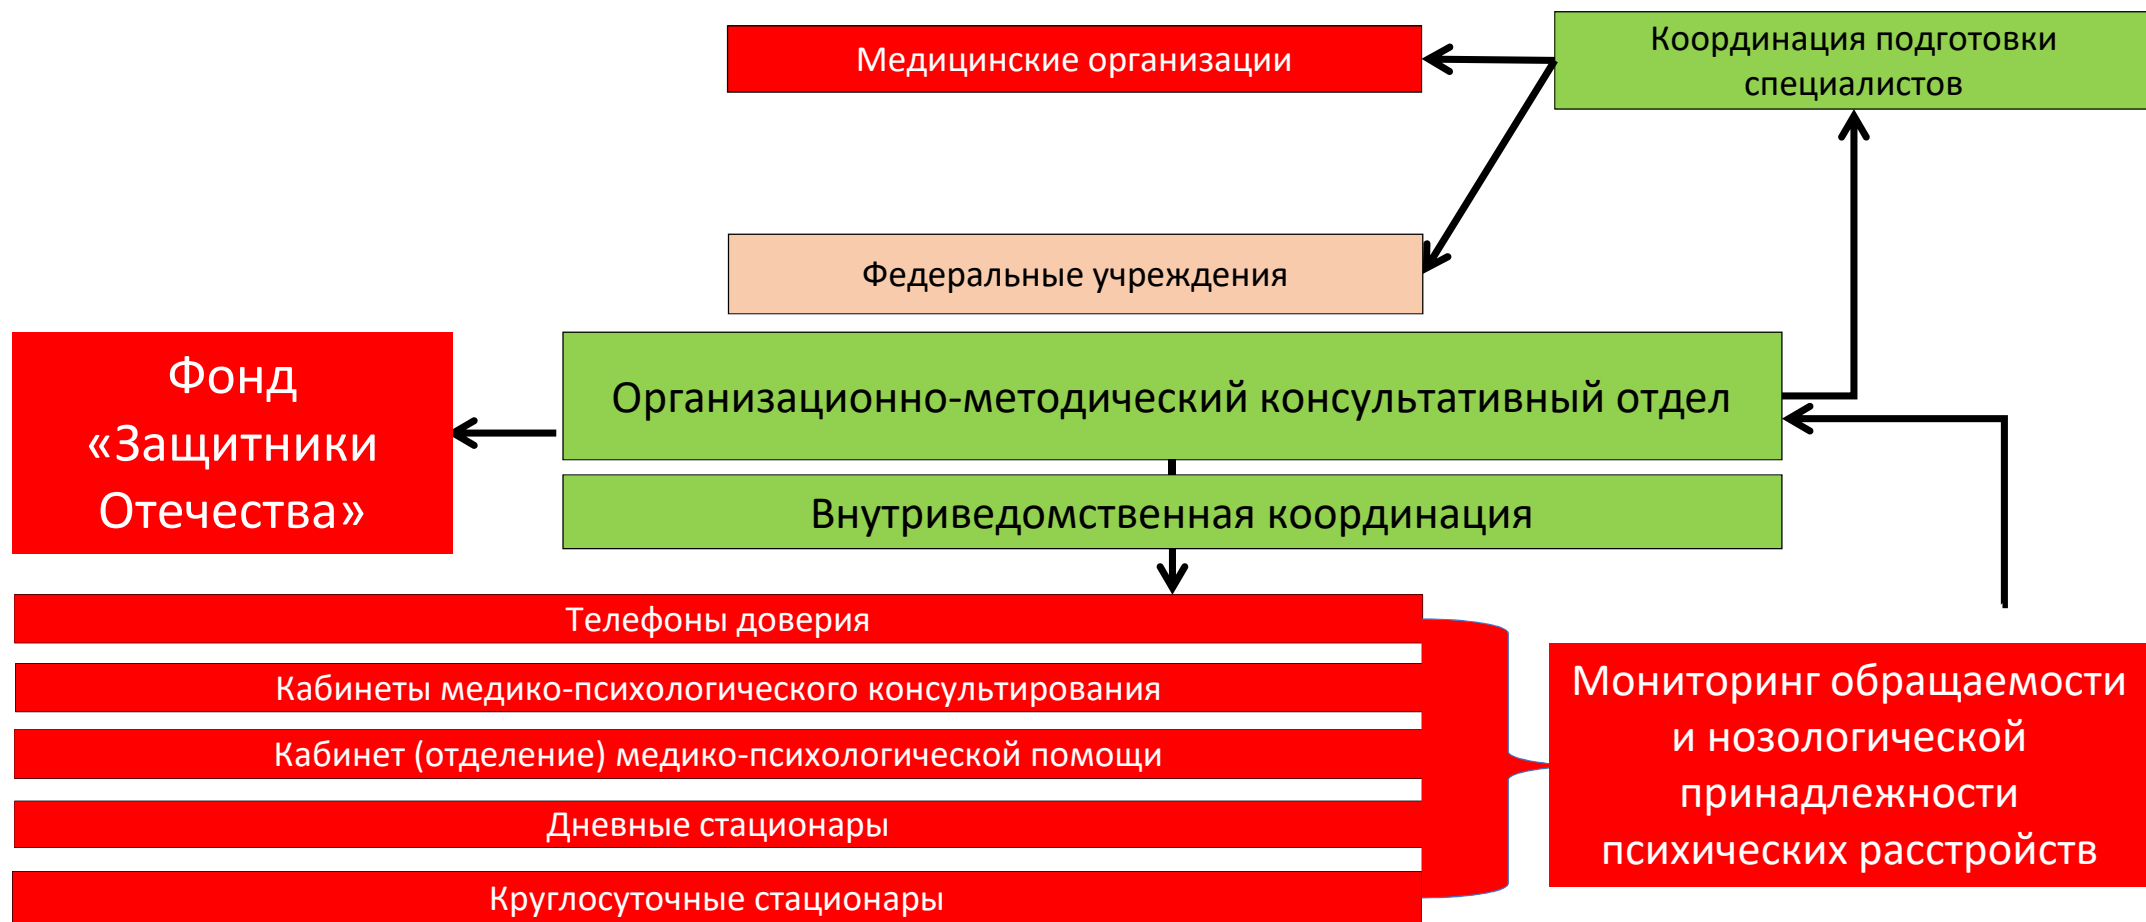 Медицинские организации
Координация подготовки
специалистов
Федеральные учреждения
Фонд
«Защитники
Отечества»
Организационно-методический консультативный отдел
Внутриведомственная координация
Телефоны доверия
Кабинеты медико-психологического консультирования
Кабинет (отделение) медико-психологической помощи
Дневные стационары
Круглосуточные стационары
Мониторинг обращаемости
и нозологической
принадлежности
психических расстройств